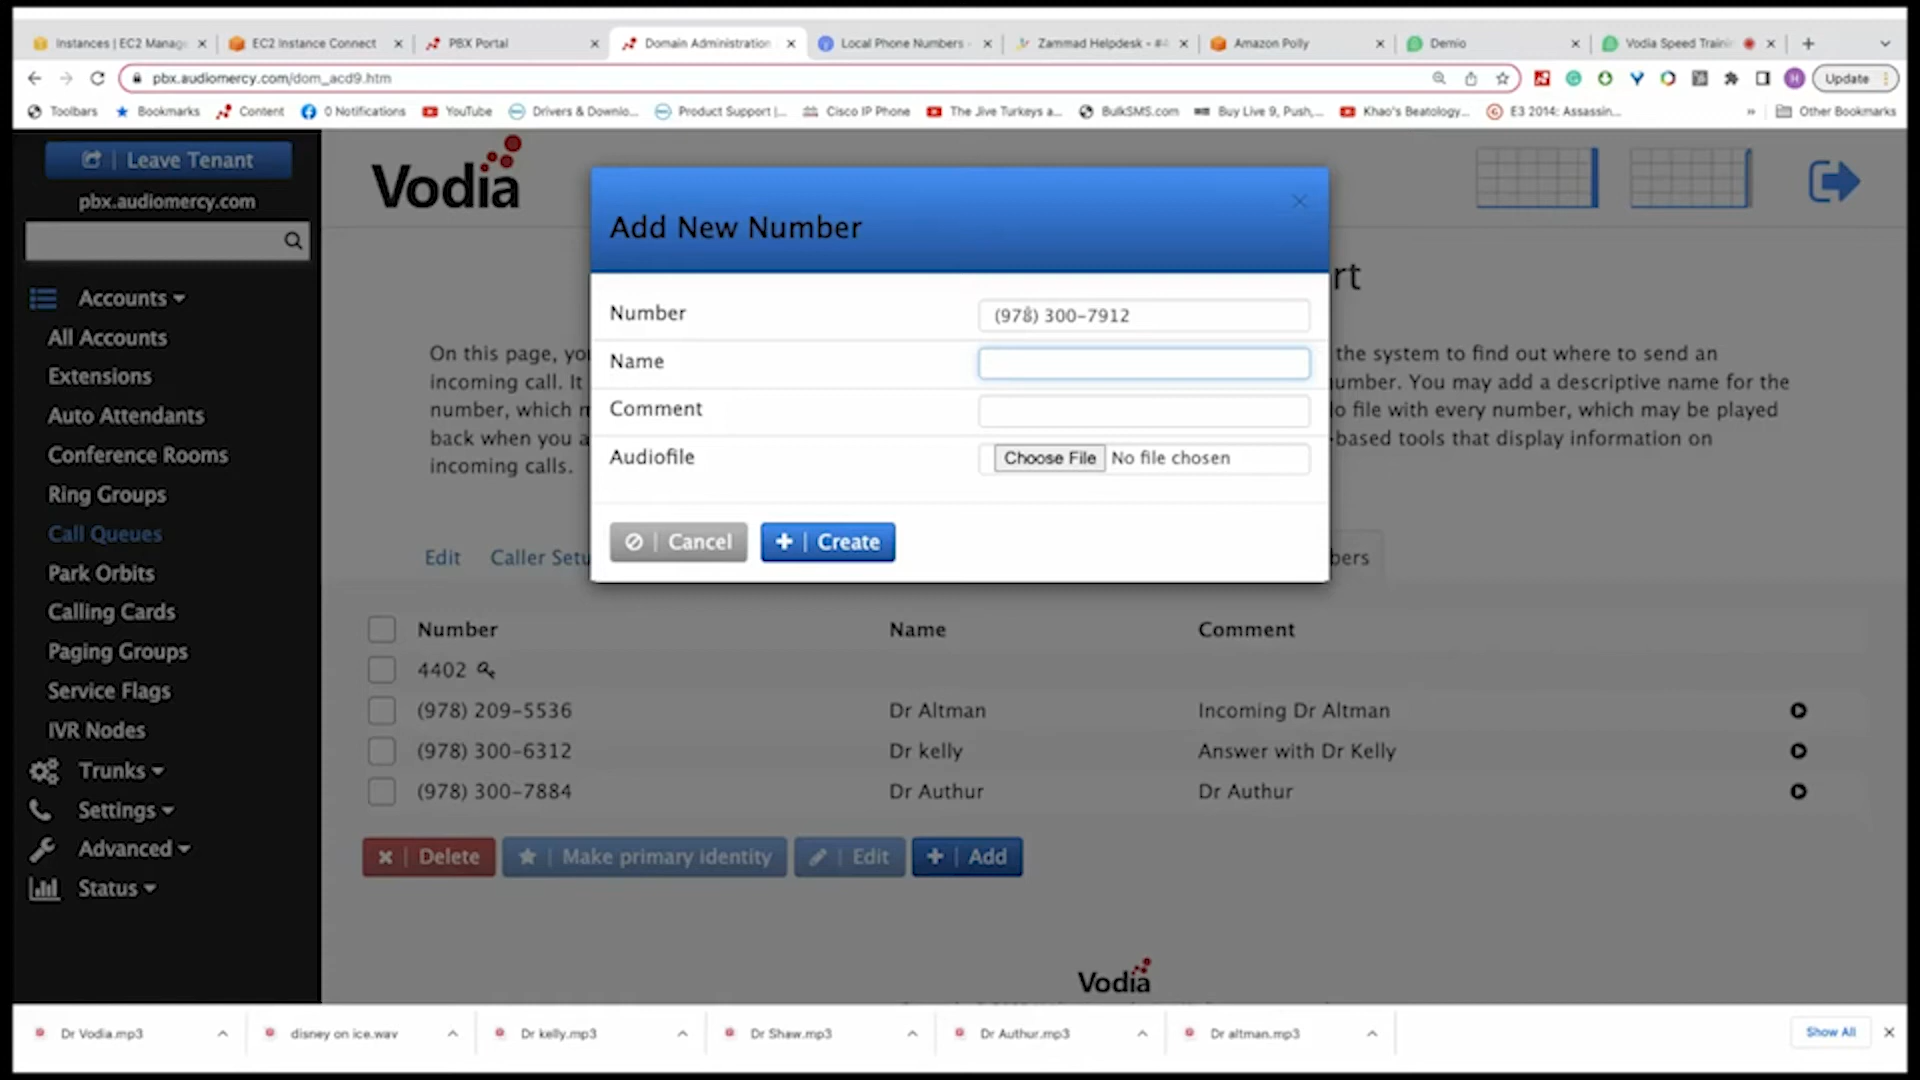 Instances | EC2 Manag
EC2 Instance Connect
PBX Portal
Domain Administration
Local Phone Numbers -
Zammad Helpdesk - #4
Amazon Polly
Demio
Vodia Speed Traini
pbx.audiomercy.com/dom_acd9.htm
H
Update
Toolbars
Bookmarks
Content
0 Notifications
YouTube
Drivers & Downlo...
Product Support |...
Cisco IP Phone
The Jive Turkeys a...
BulkSMS.com
Buy Live 9, Push,...
Khao's Beatology...
E3 2014: Assassin...
»
Other Bookmarks
Leave Tenant
pbx.audiomercy.com
Accounts
All Accounts
Extensions
Auto Attendants
Conference Rooms
Ring Groups
Call Queues
Park Orbits
Calling Cards
Paging Groups
Service Flags
IVR Nodes
Trunks
Settings
Advanced
Status
Vodia
rt
On this page, yo
the system to find out where to send an
incoming call. It
umber. You may add a descriptive name for the
number, which
o file with every number, which may be played
back when you a
-based tools that display information on
incoming calls.
Add New Number
Number
(978) 300-7912
Name
Comment
Audiofile
Choose File No file chosen
Cancel
Create
Edit
Caller Setu
bers
Number Name Comment
4402
(978) 209-5536 Dr Altman Incoming Dr Altman
(978) 300-6312 Dr kelly Answer with Dr Kelly
(978) 300-7884 Dr Authur Dr Authur
Delete
Make primary identity
Edit
Add
Vodia
Dr Vodia.mp3
disney on ice.wav
Dr kelly.mp3
Dr Shaw.mp3
Dr Authur.mp3
Dr altman.mp3
Show All